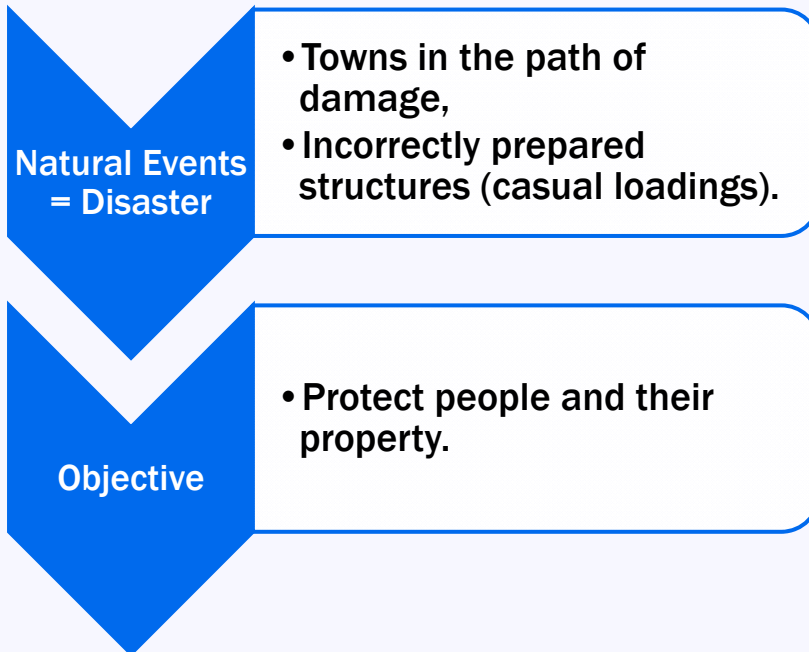 Natural Events
= Disaster
•Towns in the path of
damage,
•Incorrectly prepared
structures (casual loadings).
Objective
•Protect people and their
property.